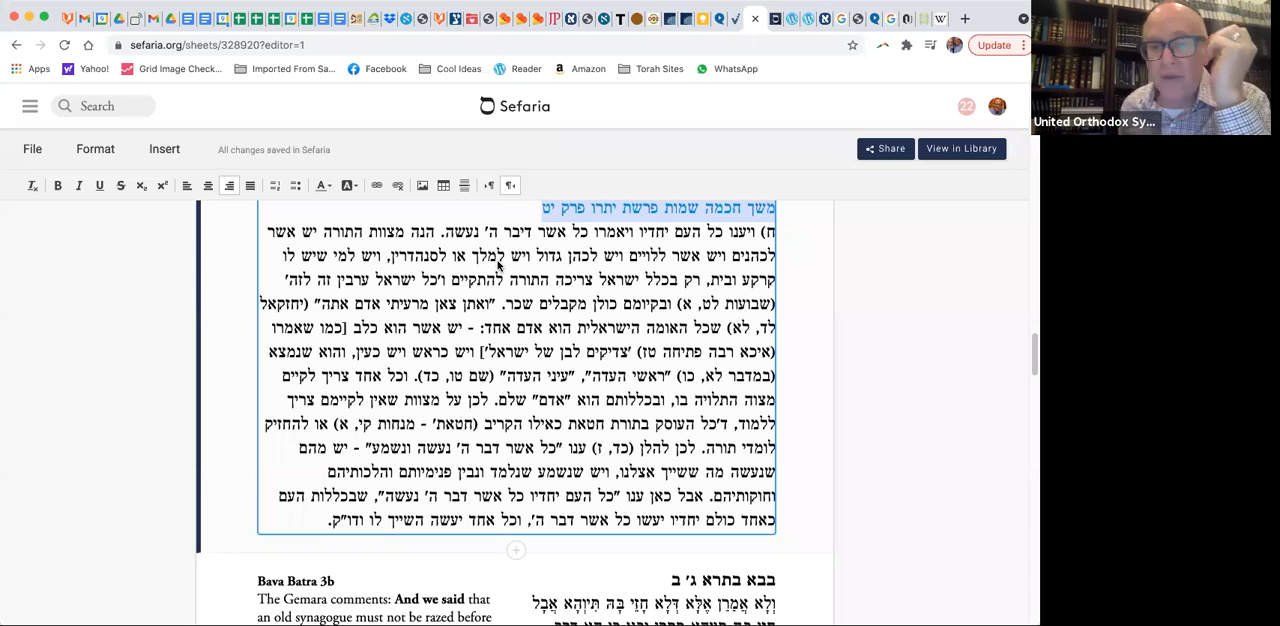 sefaria.org/sheets/328920?editor=1
Update
Apps
Yahoo!
Grid Image Check...
Imported From Sa...
Facebook
Cool Ideas
Reader
Amazon
Torah Sites
WhatsApp
United Orthodox Sy...
Search
Sefaria
22
File
Format
Insert
All changes saved in Sefaria
Share
View in Library
משך חכמה שמות פרשת יתרו פרק יט
ח) ויענו כל העם יחדיו ויאמרו כל אשר דיבר ה' נעשה. הנה מצוות התורה יש אשר
לכהנים ויש אשר ללויים ויש לכהן גדול ויש למלך או לסנהדרין, ויש למי שיש לו
קרקע ובית, רק בכלל ישראל צריכה התורה להתקיים ו'כל ישראל ערבין זה לזה'
(שבועות לט, א) ובקיומם כולן מקבלים שכר. "ואתן צאן מרעיתי אדם אתה" (יחזקאל
לד, לא) שכל האומה הישראלית הוא אדם אחד: - יש אשר הוא כלב [כמו שאמרו
(איכא רבה פתיחה טז) 'צדיקים לבן של ישראל'] ויש כראש ויש כעין, והוא שנמצא
(במדבר לא, כו) "ראשי העדה", "עיני העדה" (שם טו, כד). וכל אחד צריך לקיים
מצוה התלויה בו, ובכללותם הוא "אדם" שלם. לכן על מצוות שאין לקיימם צריך
ללמוד, ד'כל העוסק בתורת חטאת כאילו הקריב (חטאת' - מנחות קי, א) או להחזיק
לומדי תורה. לכן להלן (כד, ז) ענו "כל אשר דבר ה' נעשה ונשמע" - יש מהם
שנעשה מה ששייך אצלנו, ויש שנשמע שנלמד ונבין פנימיותם והלכותיהם
וחוקותיהם. אבל כאן ענו "כל העם יחדיו כל אשר דבר ה' נעשה", שבכללות העם
כאחד כולם יחדיו יעשו כל אשר דבר ה', וכל אחד יעשה השייך לו ודו"ק.
Bava Batra 3b
The Gemara comments: And we said that
an old synagogue must not be razed before
בבא בתרא ג' ב
וְלָא אֲמַרַן אֶלָּא דְּלָא חֲזֵי בַּהּ תִּיוְהָא אֲבָל